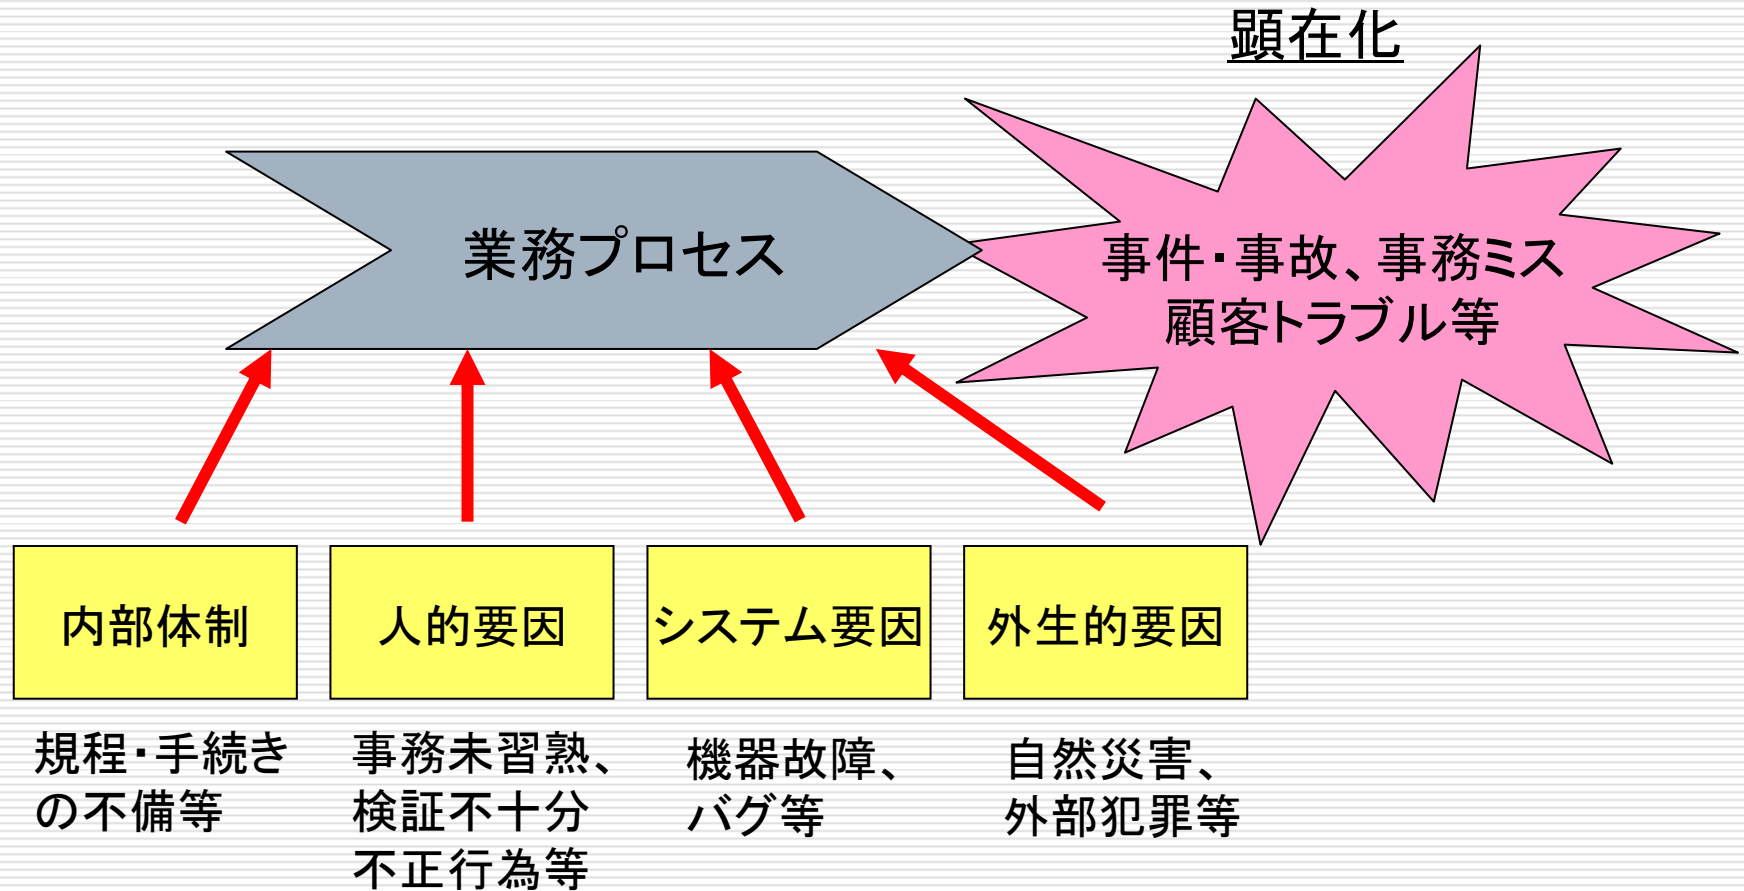 顕在化
業務プロセス
事件・事故、事務ミス
顧客トラブル等
内部体制
人的要因
システム要因
外生的要因
規程・手続き
の不備等
事務未習熟、
検証不十分
不正行為等
機器故障、
バグ等
自然災害、
外部犯罪等